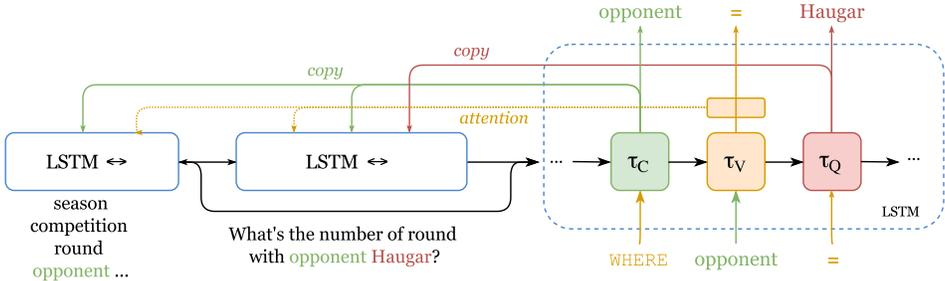 opponent = Haugar
copy
copy
attention
LSTM ↔
LSTM ↔
...
τC
τV
τQ
...
LSTM
season
competition
round
opponent ...
What's the number of round
with opponent Haugar?
WHERE opponent =